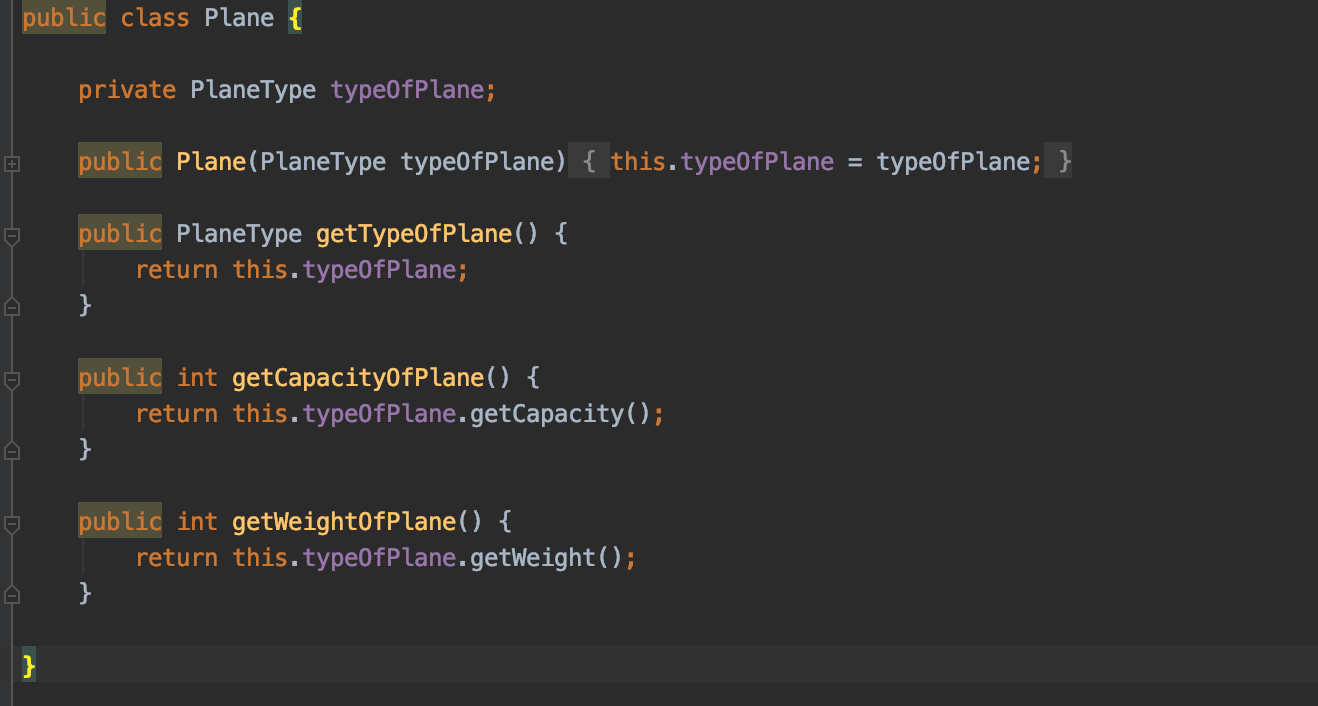 public class Plane {
private PlaneType typeOfPlane;
public Plane(PlaneType typeOfPlane) { this.typeOfPlane = typeOfPlane; }
public PlaneType getTypeOfPlane() {
return this.typeOfPlane;
}
public int getCapacityOfPlane() {
return this.typeOfPlane.getCapacity();
}
public int getWeightOfPlane() {
return this.typeOfPlane.getWeight();
}
}